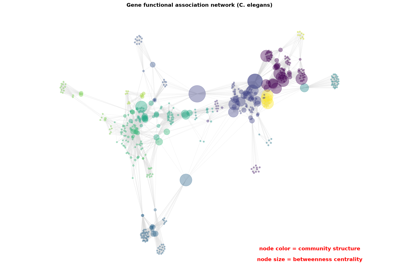 Gene functional association network (C. elegans)
node color = community structure
node size = betweenness centrality